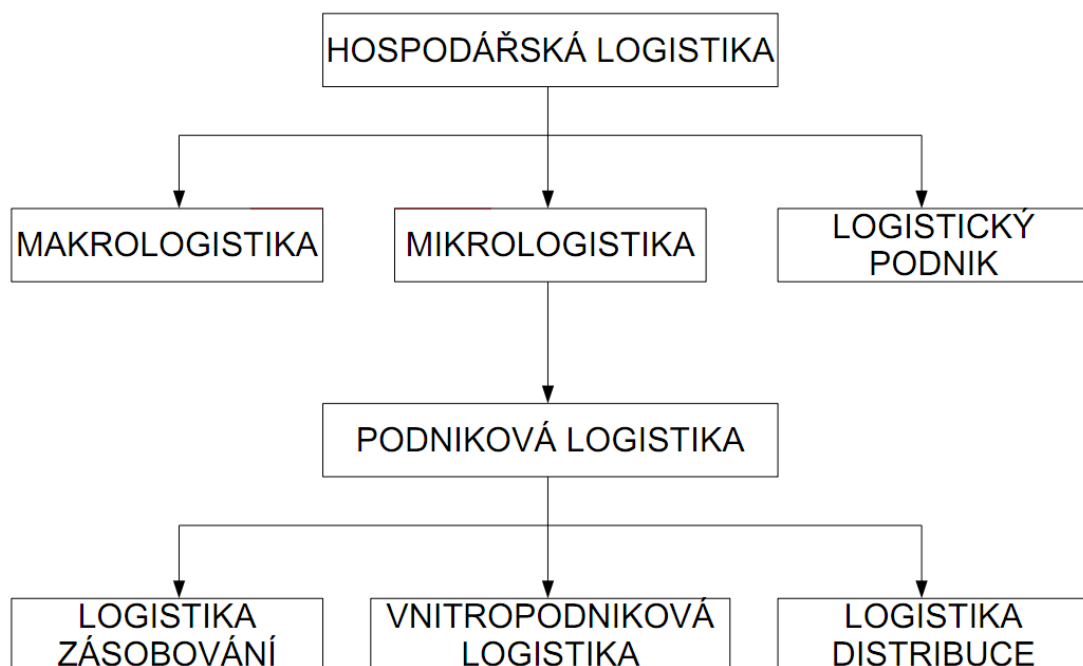 HOSPODÁŘSKÁ LOGISTIKA
MAKROLOGISTIKA
MIKROLOGISTIKA
LOGISTICKÝ
PODNIK
PODNIKOVÁ LOGISTIKA
LOGISTIKA
ZÁSOBOVÁNÍ
VNITROPODNIKOVÁ
LOGISTIKA
LOGISTIKA
DISTRIBUCE